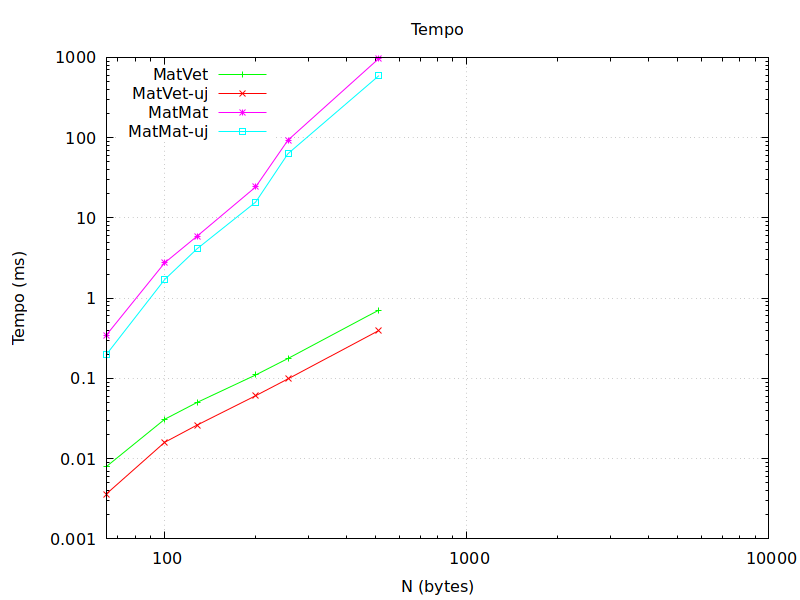 Tempo
1000
100
10
1
0.1
0.01
0.001
MatVet
MatVet-uj
MatMat
MatMat-uj
Tempo (ms)
100
1000
10000
N (bytes)